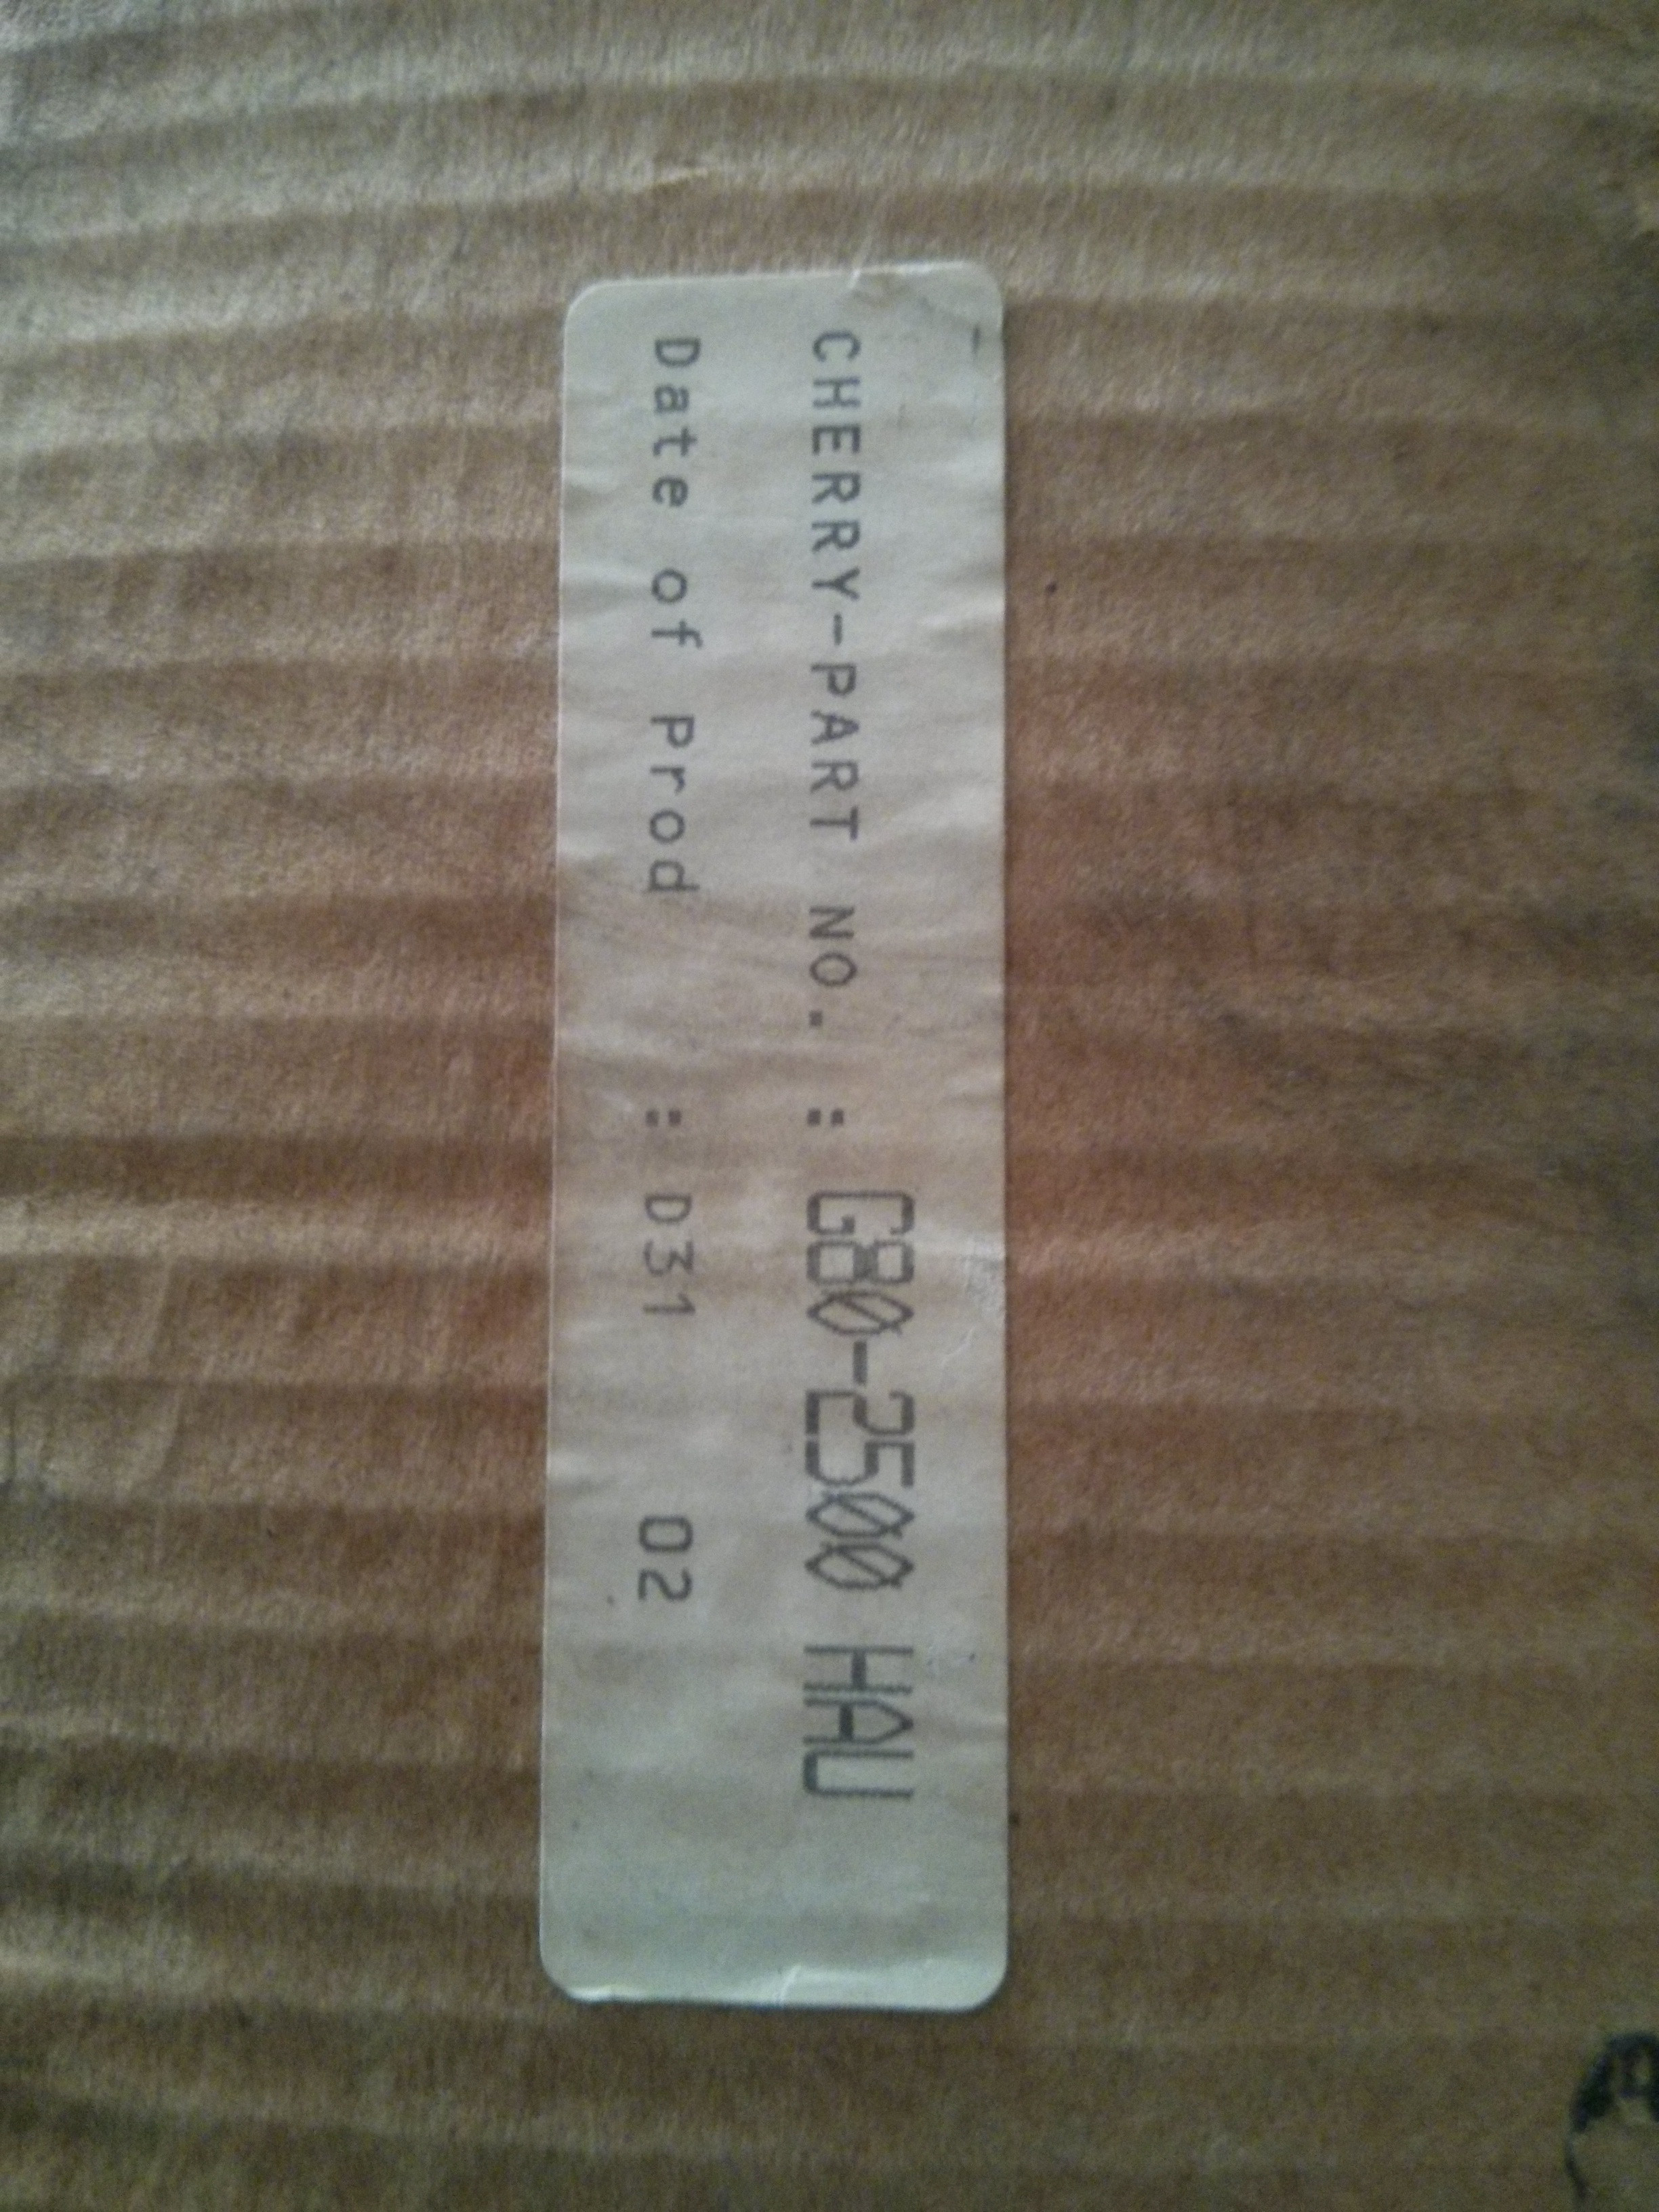 CHERRY-PART NO. : G80-2500 HAU
Date of Prod : D31 02